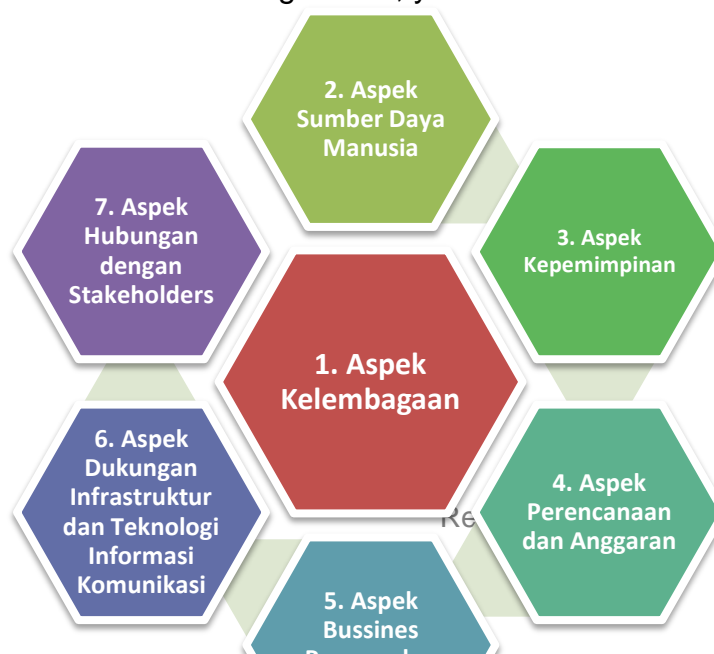 2. Aspek
Sumber Daya
Manusia
7. Aspek
Hubungan
dengan
Stakeholders
3. Aspek
Kepemimpinan
1. Aspek
Kelembagaan
6. Aspek
Dukungan
Infrastruktur
dan Teknologi
Informasi
Komunikasi
4. Aspek
Perencanaan
dan Anggaran
5. Aspek
Bussines